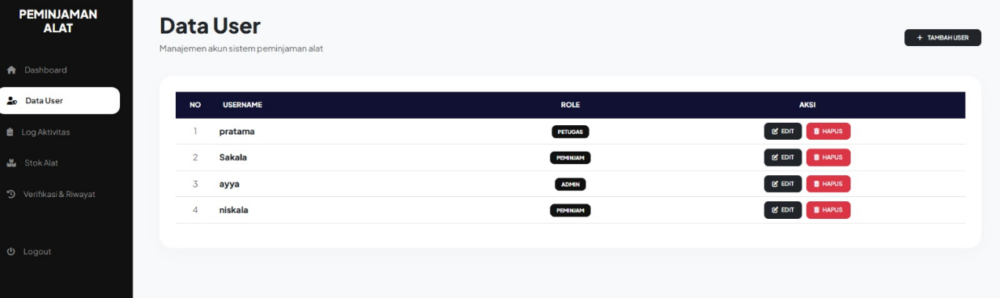 PEMINJAMAN
ALAT
Dashboard
Data User
Log Aktivitas
Stok Alat
Verifikasi & Riwayat
Logout
Data User
Manajemen akun sistem peminjaman alat
+ TAMBAH USER
NO USERNAME ROLE AKSI
1 pratama PETUGAS EDIT HAPUS
2 Sakala PEMINJAM EDIT HAPUS
3 ayya ADMIN EDIT HAPUS
4 niskala PEMINJAM EDIT HAPUS